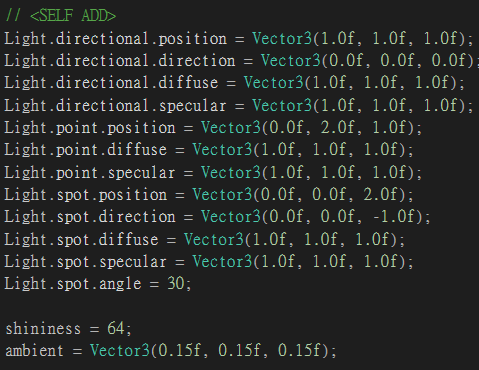 // <SELF ADD>
Light.directional.position = Vector3(1.0f, 1.0f, 1.0f);
Light.directional.direction = Vector3(0.0f, 0.0f, 0.0f)
Light.directional.diffuse = Vector3(1.0f, 1.0f, 1.0f);
Light.directional.specular = Vector3(1.0f, 1.0f, 1.0f);
Light.point.position = Vector3(0.0f, 2.0f, 1.0f);
Light.point.diffuse = Vector3(1.0f, 1.0f, 1.0f);
Light.point.specular = Vector3(1.0f, 1.0f, 1.0f);
Light.spot.position = Vector3(0.0f, 0.0f, 2.0f);
Light.spot.direction = Vector3(0.0f, 0.0f, -1.0f);
Light.spot.diffuse = Vector3(1.0f, 1.0f, 1.0f);
Light.spot.specular = Vector3(1.0f, 1.0f, 1.0f);
Light.spot.angle = 30;
shininess = 64;
ambient = Vector3(0.15f, 0.15f, 0.15f);